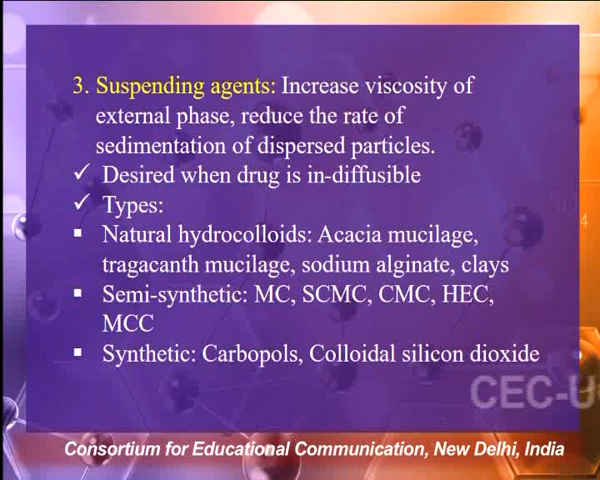 3. Suspending agents: Increase viscosity of
external phase, reduce the rate of
sedimentation of dispersed particles.
✓ Desired when drug is in-diffusible
✓ Types:
▪ Natural hydrocolloids: Acacia mucilage,
tragacanth mucilage, sodium alginate, clays
▪ Semi-synthetic: MC, SCMC, CMC, HEC,
MCC
▪ Synthetic: Carbopols, Colloidal silicon dioxide
CEC-U
Consortium for Educational Communication, New Delhi, India